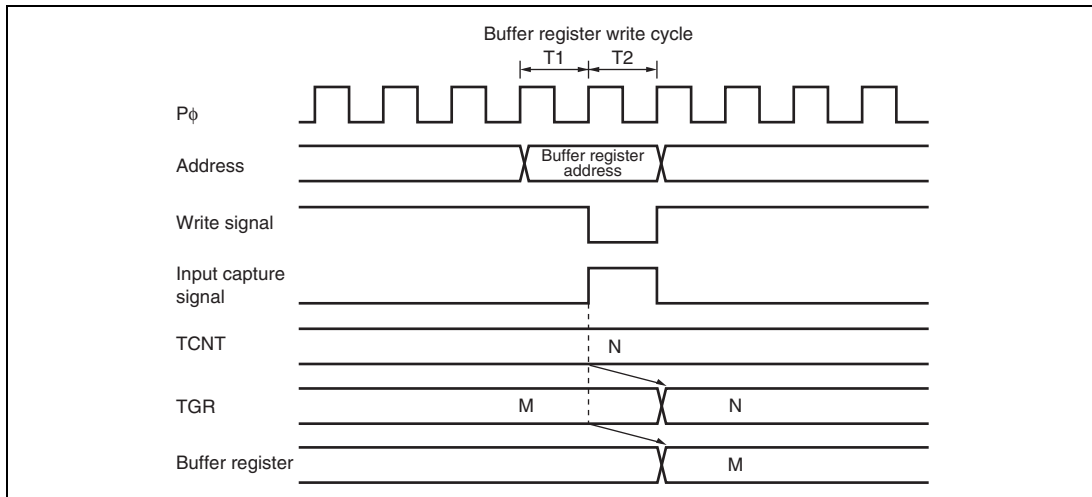 Buffer register write cycle
T1 T2
Pϕ
Address
Buffer register
address
Write signal
Input capture
signal
TCNT
N
TGR
M N
Buffer register
M